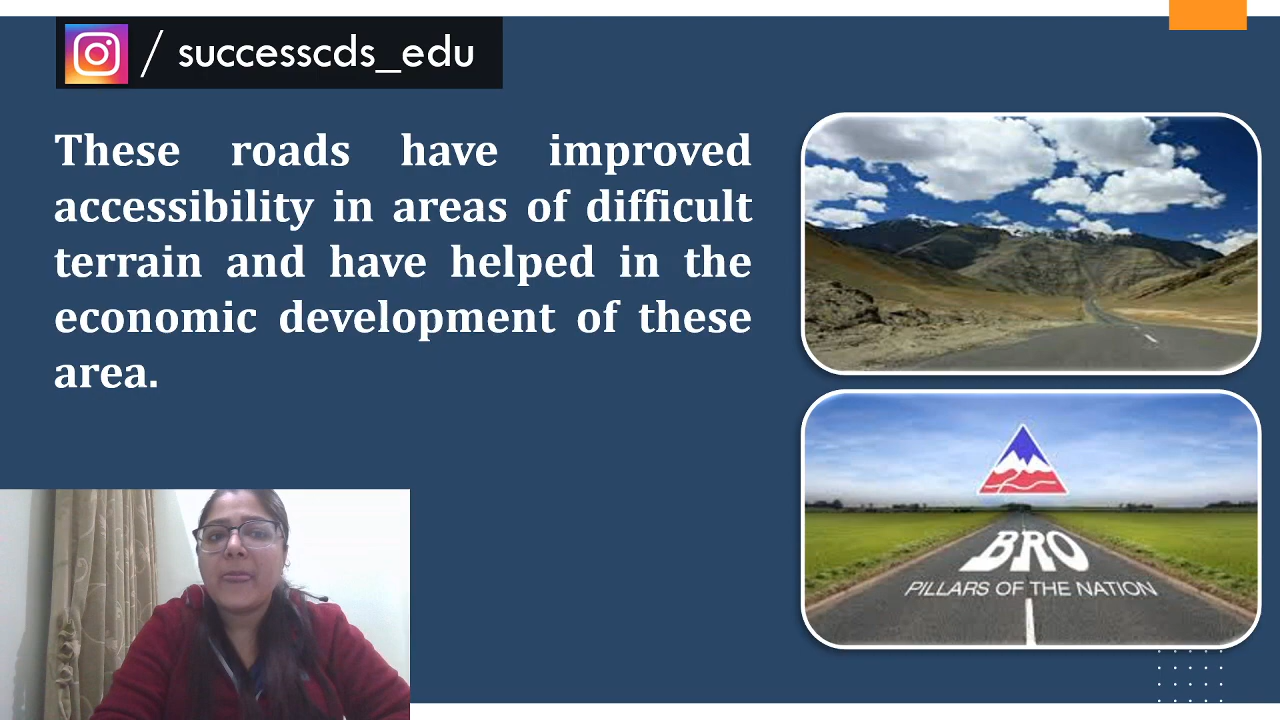 / successcds_edu
These roads have improved
accessibility in areas of difficult
terrain and have helped in the
economic development of these
area.
BRO
PILLARS OF THE NATION